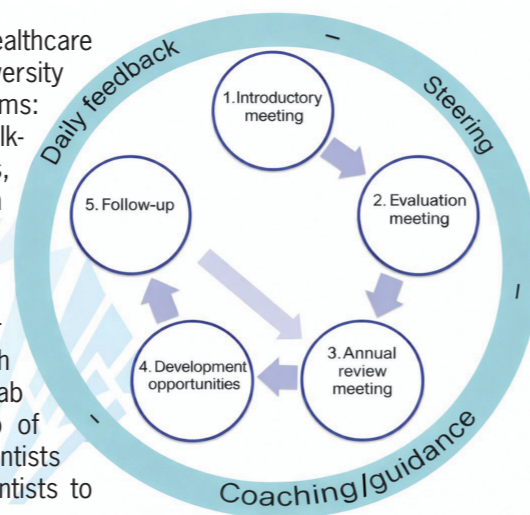 ealthcare
versity
ms:
lk-
s,
h
ab
o of
ntists
ntists to
Daily feedback
–
Steering
–
Coaching/guidance
–
1. Introductory
meeting
2. Evaluation
meeting
3. Annual
review
meeting
4. Development
opportunities
5. Follow-up